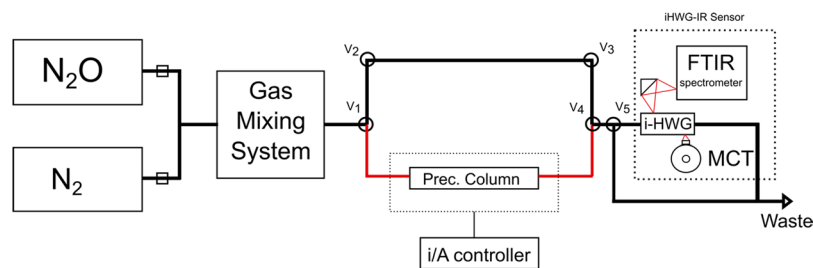 iHWG-IR Sensor
N₂O
N₂
Gas
Mixing
System
V₁
V₂
V₃
V₄
V₅
FTIR
spectrometer
i-HWG
MCT
Prec. Column
i/A controller
Waste